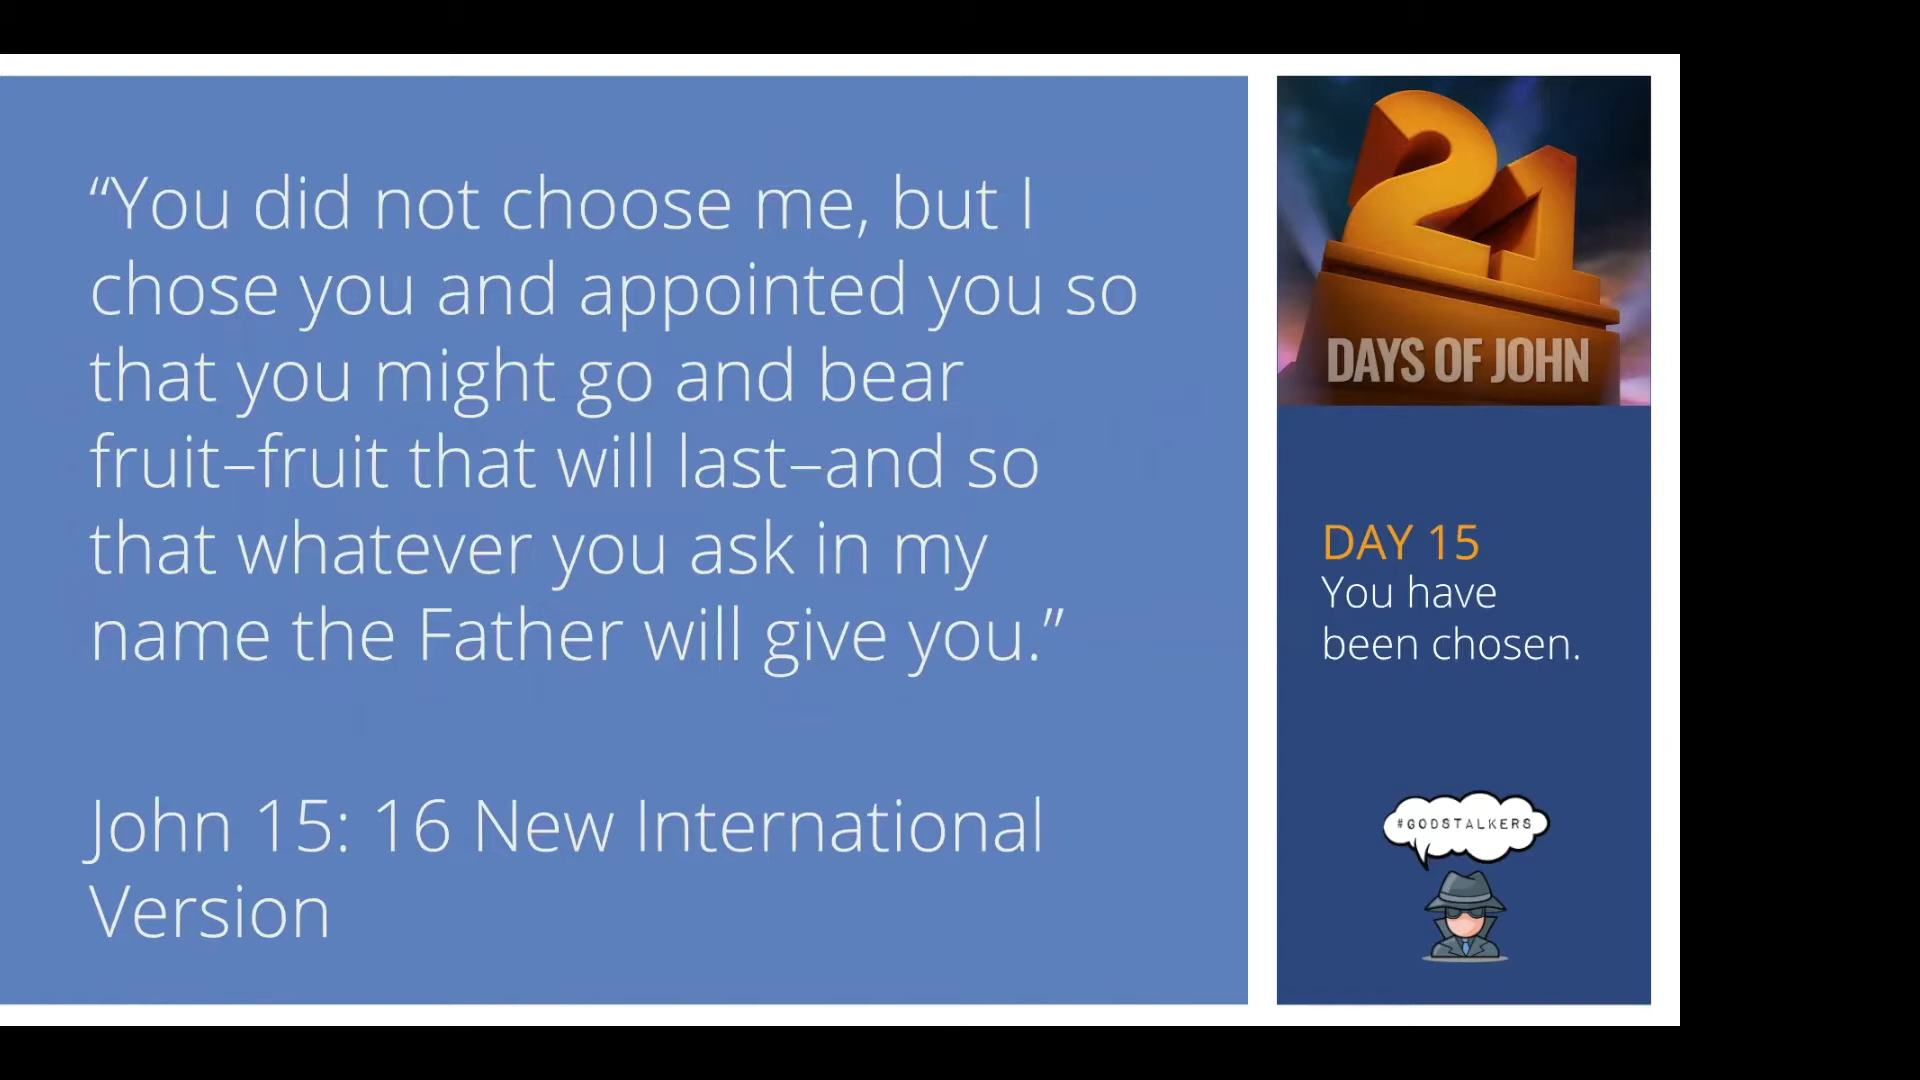 “You did not choose me, but I
chose you and appointed you so
that you might go and bear
fruit–fruit that will last–and so
that whatever you ask in my
name the Father will give you.”
John 15: 16 New International
Version
21
DAYS OF JOHN
DAY 15
You have
been chosen.
#GODSTALKERS